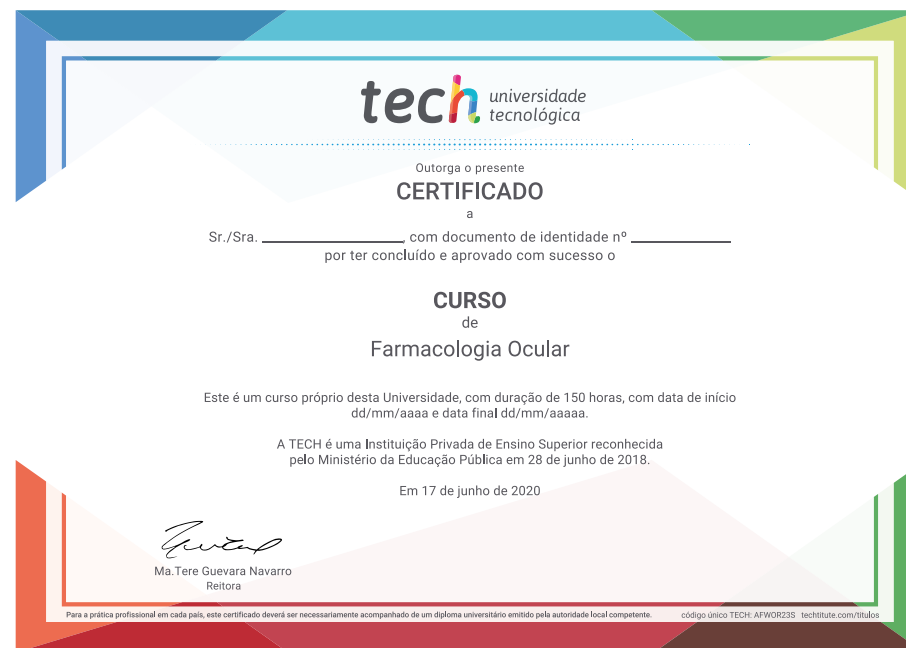 tech universidade
tecnológica
Outorga o presente
CERTIFICADO
a
Sr./Sra. ____________, com documento de identidade nº ____________
por ter concluído e aprovado com sucesso o
CURSO
de
Farmacologia Ocular
Este é um curso próprio desta Universidade, com duração de 150 horas, com data de início
dd/mm/aaaa e data final dd/mm/aaaaa.
A TECH é uma Instituição Privada de Ensino Superior reconhecida
pelo Ministério da Educação Pública em 28 de junho de 2018.
Em 17 de junho de 2020
Ma.Tere Guevara Navarro
Reitora
Para a prática profissional em cada país, este certificado deverá ser necessariamente acompanhado de um diploma universitário emitido pela autoridade local competente. código único TECH: AFWOR23S techtitute.com/titulos